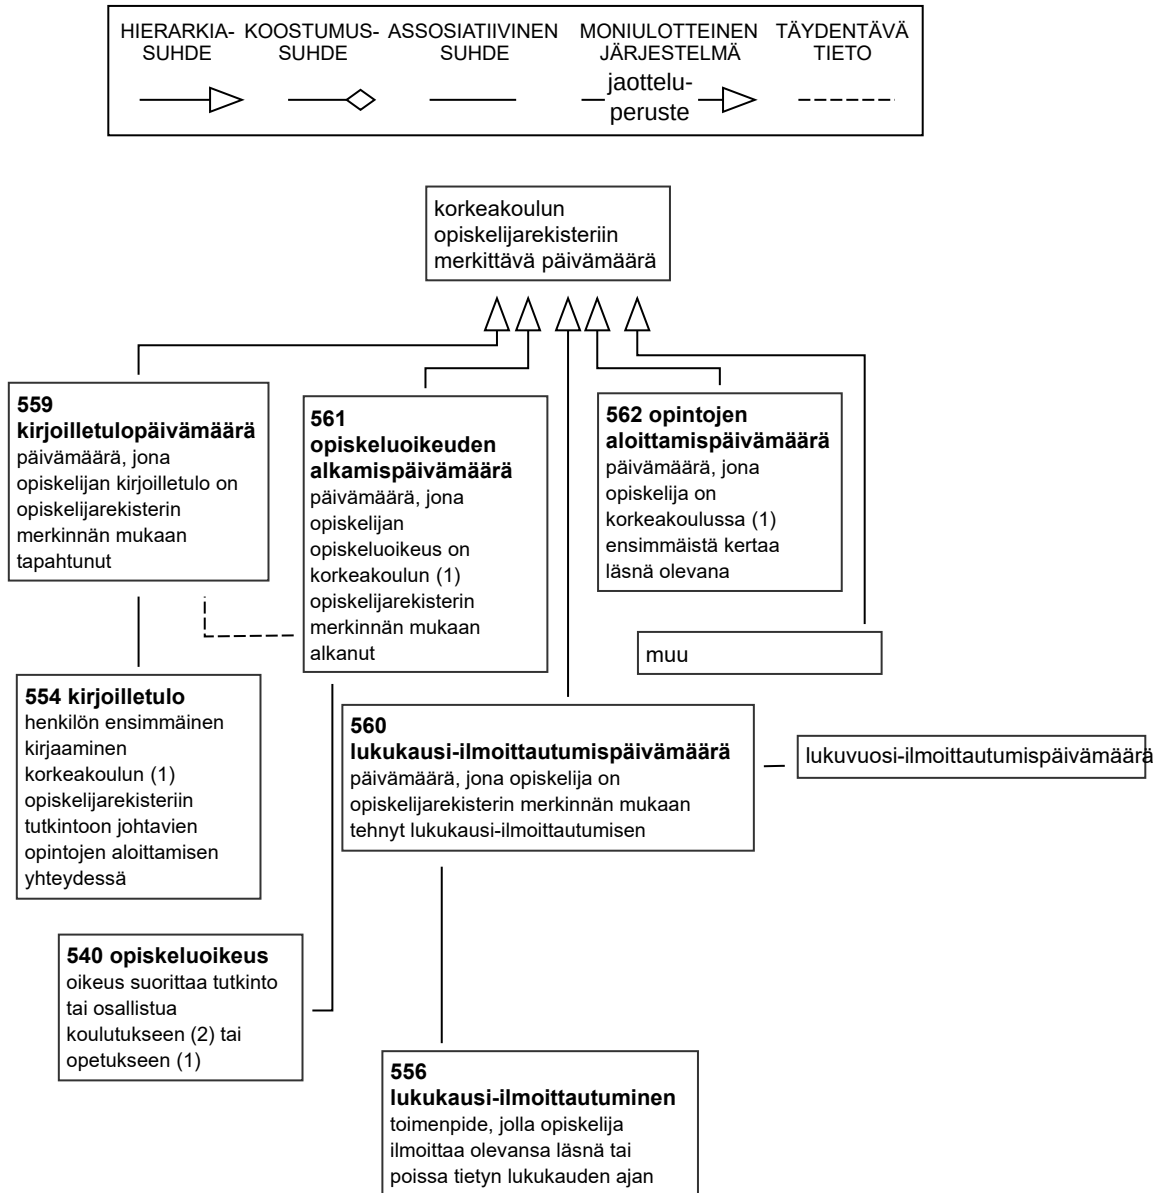 HIERARKIA-
SUHDE
KOOSTUMUS-
SUHDE
ASSOSIATIIVINEN
SUHDE
MONIULOTTEINEN
JÄRJESTELMÄ
TÄYDENTÄVÄ
TIETO
jaottelu-
peruste
korkeakoulun
opiskelijarekisteriin
merkittävä päivämäärä
559
kirjoilletulopäivämäärä
päivämäärä, jona
opiskelijan kirjoilletulo on
opiskelijarekisterin
merkinnän mukaan
tapahtunut
561
opiskeluoikeuden
alkamispäivämäärä
päivämäärä, jona
opiskelijan
opiskeluoikeus on
korkeakoulun (1)
opiskelijarekisterin
merkinnän mukaan
alkanut
562 opintojen
aloittamispäivämäärä
päivämäärä, jona
opiskelija on
korkeakoulussa (1)
ensimmäistä kertaa
läsnä olevana
muu
554 kirjoilletulo
henkilön ensimmäinen
kirjaaminen
korkeakoulun (1)
opiskelijarekisteriin
tutkintoon johtavien
opintojen aloittamisen
yhteydessä
560
lukukausi-ilmoittautumispäivämäärä
päivämäärä, jona opiskelija on
opiskelijarekisterin merkinnän mukaan
tehnyt lukukausi-ilmoittautumisen
lukuvuosi-ilmoittautumispäivämäärä
540 opiskeluoikeus
oikeus suorittaa tutkinto
tai osallistua
koulutukseen (2) tai
opetukseen (1)
556
lukukausi-ilmoittautuminen
toimenpide, jolla opiskelija
ilmoittaa olevansa läsnä tai
poissa tietyn lukukauden ajan